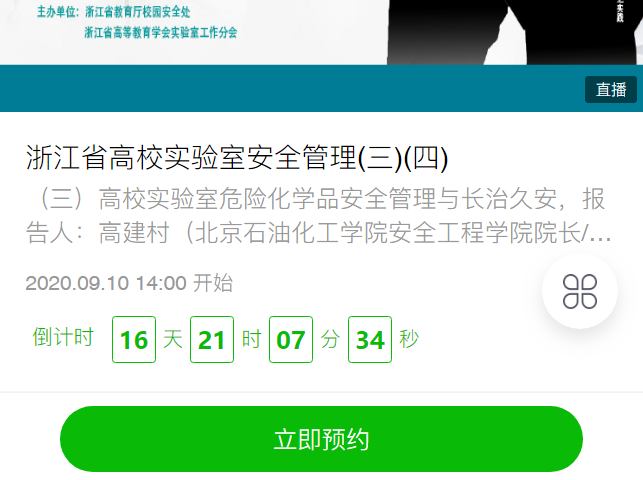 主办单位：浙江省教育厅校园安全处
浙江省高等教育学会实验室工作分会
直播
浙江省高校实验室安全管理(三)(四)
（三）高校实验室危险化学品安全管理与长治久安，报
告人：高建村（北京石油化工学院安全工程学院院长/...
2020.09.10 14:00 开始
倒计时 16 天 21 时 07 分 34 秒
立即预约